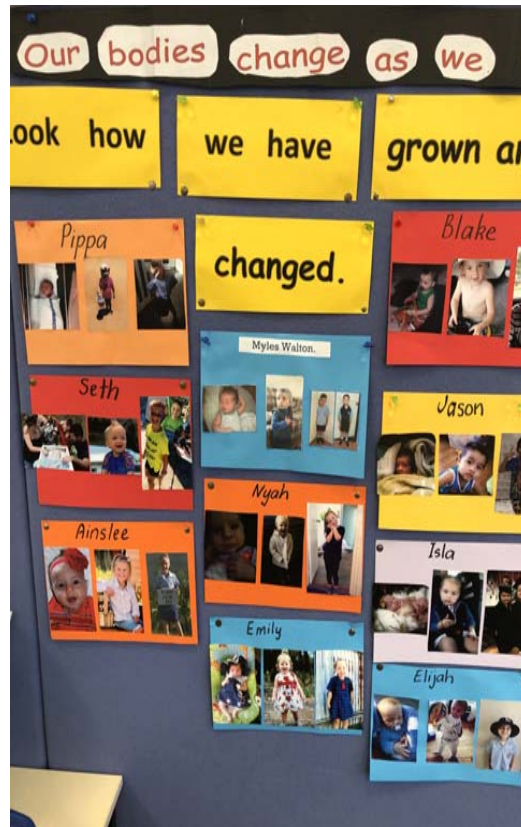 Our bodies change as we
ook how we have grown an
changed.
Pippa
Blake
Myles Walton.
Seth
Jason
Nyah
Ainslee
Isla
Emily
Elijah